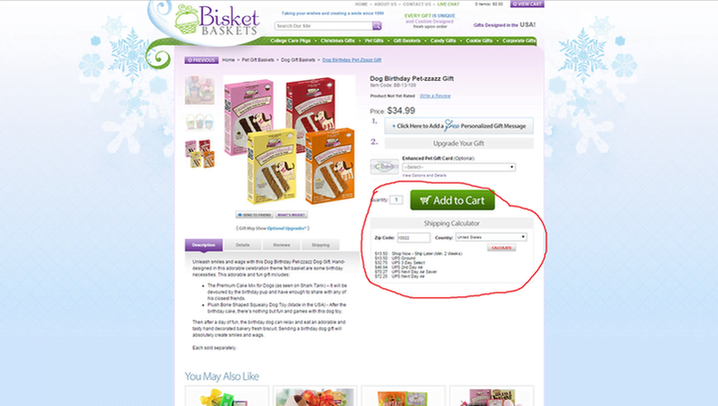 HOME - ABOUT US - CONTACT US - LIVE CHAT
0 items: $0.00
VIEW CART
Bisket
BASKETS
Taking your wishes and creating a smile since 1990
EVERY GIFT IS UNIQUE
and Custom Designed
fresh upon order
Gifts Designed in the USA!
Search Our Site
College Care Pkgs
Christmas Gifts
Pet Gifts
Gift Baskets
Candy Gifts
Cookie Gifts
Corporate Gifts
PREVIOUS
Home > Pet Gift Baskets > Dog Gift Baskets > Dog Birthday Pet-Zzazz Gift
Dog Birthday Pet-zzazz Gift
Item Code: BB-13-109
Product Not Yet Rated Write a Review
Price: $34.99
1. + Click Here to Add a Free Personalized Gift Message
2. Upgrade Your Gift
Enhanced Pet Gift Card (Optional)
--Select--
View Options and Details
Quantity: 1
Add to Cart
Shipping Calculator
Zip Code:
Country: United States
CALCULATE
$13.50 Shop Now - Ship Later (Min. 2 Weeks)
$13.50 UPS Ground
$32.75 UPS 3 Day Select
$46.04 UPS 2nd Day Air
$70.27 UPS Next Day Air Saver
$72.25 UPS Next Day Air
SEND TO FRIEND
WHAT'S INSIDE?
( Gift May Show Optional Upgrades* )
Description
Details
Reviews
Shipping
Unleash smiles and wags with this Dog Birthday Pet-zzazz Dog Gift. Hand-
designed in this adorable celebration theme felt basket are some birthday
necessities. This adorable and fun gift includes:
• The Premium Cake Mix for Dogs (as seen on Shark Tank) – It will be
devoured by the birthday pup and have enough to share with any of
his closest friends.
• Plush Bone Shaped Squeaky Dog Toy (Made in the USA) - After the
birthday cake, there's nothing but fun and games with this dog toy.
Then after a day of fun, the birthday dog can relax and eat an adorable and
tasty hand decorated bakery fresh biscuit. Sending a birthday dog gift will
absolutely create smiles and wags.
Each sold separately.
You May Also Like